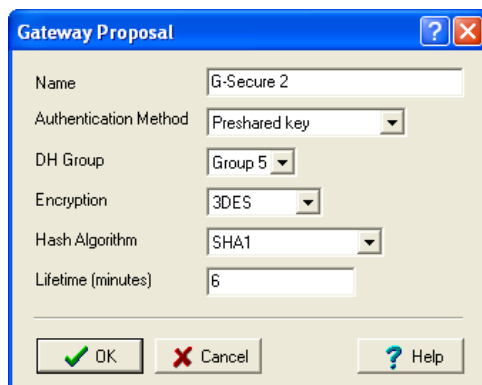 Gateway Proposal
Name G-Secure 2
Authentication Method Preshared key
DH Group Group 5
Encryption 3DES
Hash Algorithm SHA1
Lifetime (minutes) 6
OK Cancel ? Help